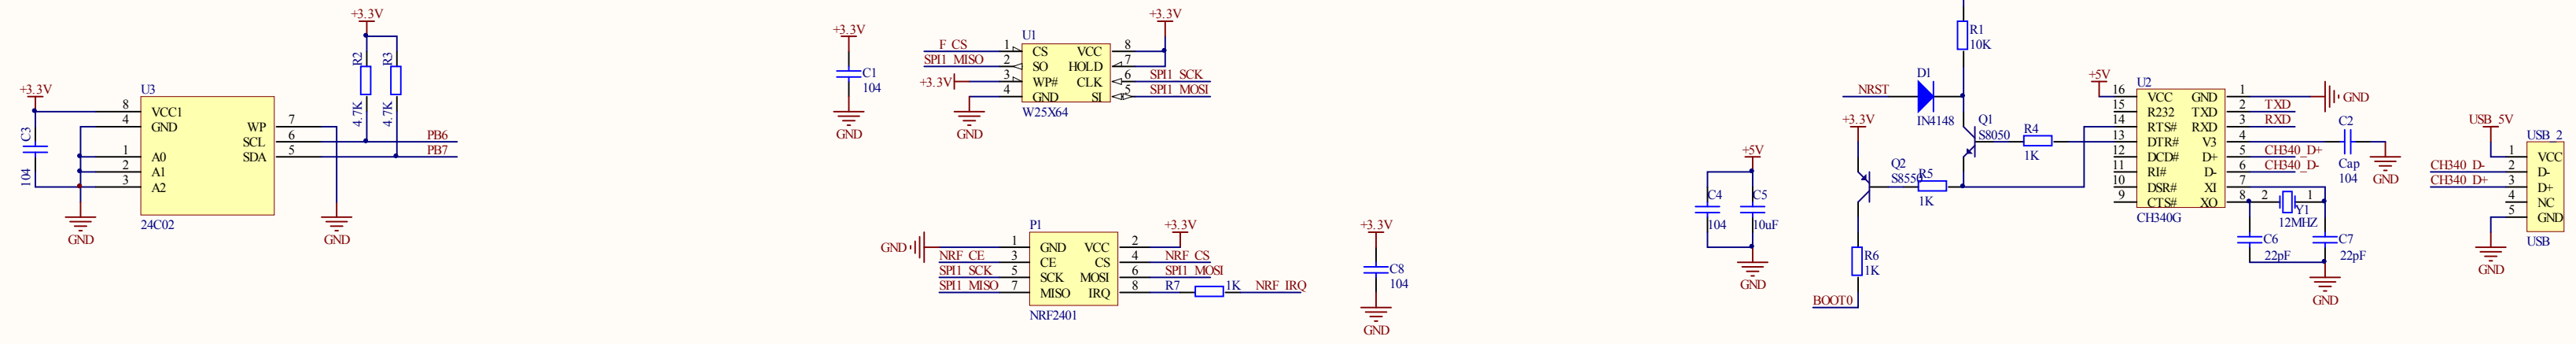 +3.3V
R2
R3
4.7K
4.7K
+3.3V
C3
104
U3
8 VCC1
4 GND
1 A0
2 A1
3 A2
WP 7
SCL 6
SDA 5
PB6
PB7
24C02
GND
GND
+3.3V
C1
104
GND
+3.3V
U1
F_CS 1 CS VCC 8
SPI1_MISO 2 SO HOLD 7
+3.3V 3 WP# CLK 6 SPI1_SCK
4 GND SI 5 SPI1_MOSI
W25X64
GND
P1
+3.3V
GND 1 GND VCC 2
NRF_CE 3 CE CS 4 NRF_CS
SPI1_SCK 5 SCK MOSI 6 SPI1_MOSI
SPI1_MISO 7 MISO IRQ 8 R7 1K NRF_IRQ
NRF2401
+3.3V
C8
104
GND
+5V
C4
104
C5
10uF
GND
R1
10K
D1
NRST
IN4148
+3.3V
Q1
S8050
R4
1K
Q2
S8550
R5
1K
R6
1K
BOOT0
+5V
U2
16 VCC GND 1 GND
15 R232 TXD 2 TXD
14 RTS# RXD 3 RXD
13 DTR# V3 4
12 DCD# D+ 5 CH340_D+
11 RI# D- 6 CH340_D-
10 DSR# XI 7
9 CTS# XO 8
CH340G
C2
Cap
104
GND
2 1
Y1
12MHZ
C6
22pF
C7
22pF
GND
USB_5V
USB_2
1 VCC
CH340_D- 2 D-
CH340_D+ 3 D+
4 NC
5 GND
USB
GND